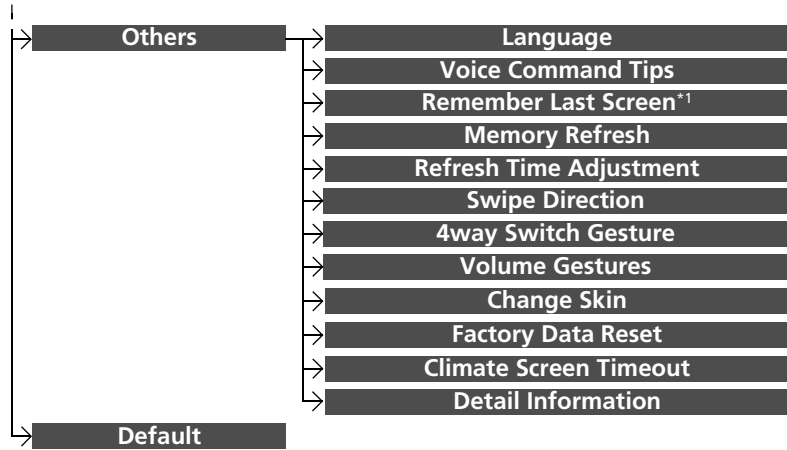 Others
Language
Voice Command Tips
Remember Last Screen*1
Memory Refresh
Refresh Time Adjustment
Swipe Direction
4way Switch Gesture
Volume Gestures
Change Skin
Factory Data Reset
Climate Screen Timeout
Detail Information
Default